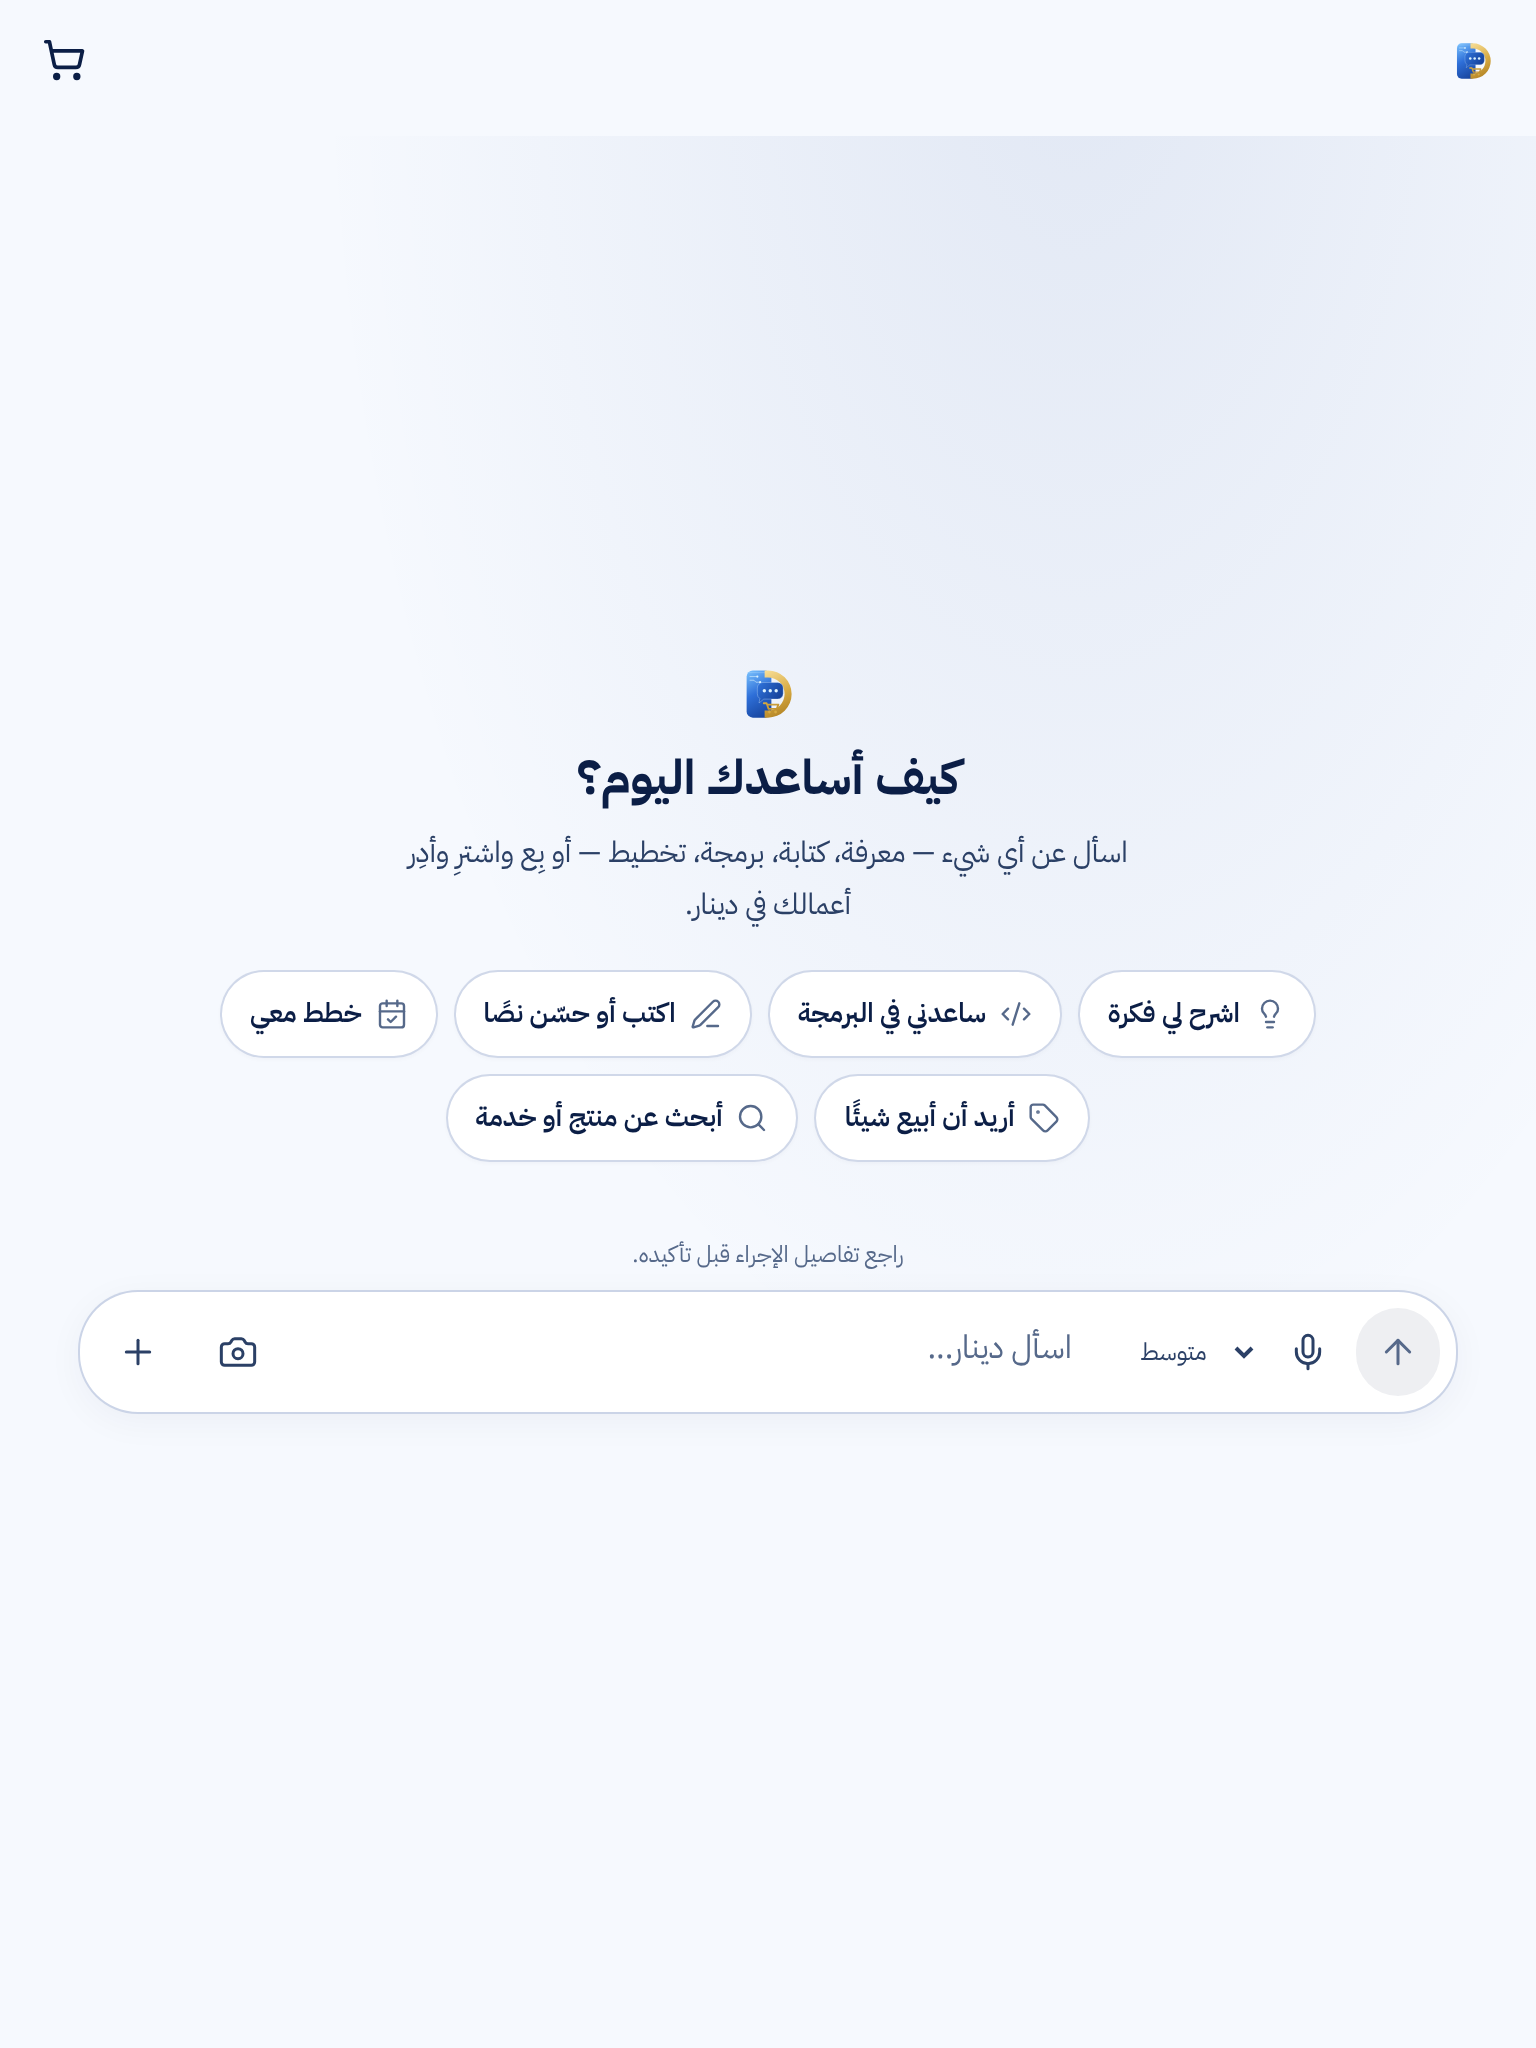 كيف أساعدك اليوم؟
اسأل عن أي شيء — معرفة، كتابة، برمجة، تخطيط — أو بِع واشترِ وأدِر
أعمالك في دينار.
اشرح لي فكرة
ساعدني في البرمجة
اكتب أو حسّن نصًا
خطط معي
أريد أن أبيع شيئًا
أبحث عن منتج أو خدمة
راجع تفاصيل الإجراء قبل تأكيده.
متوسط
اسأل دينار...